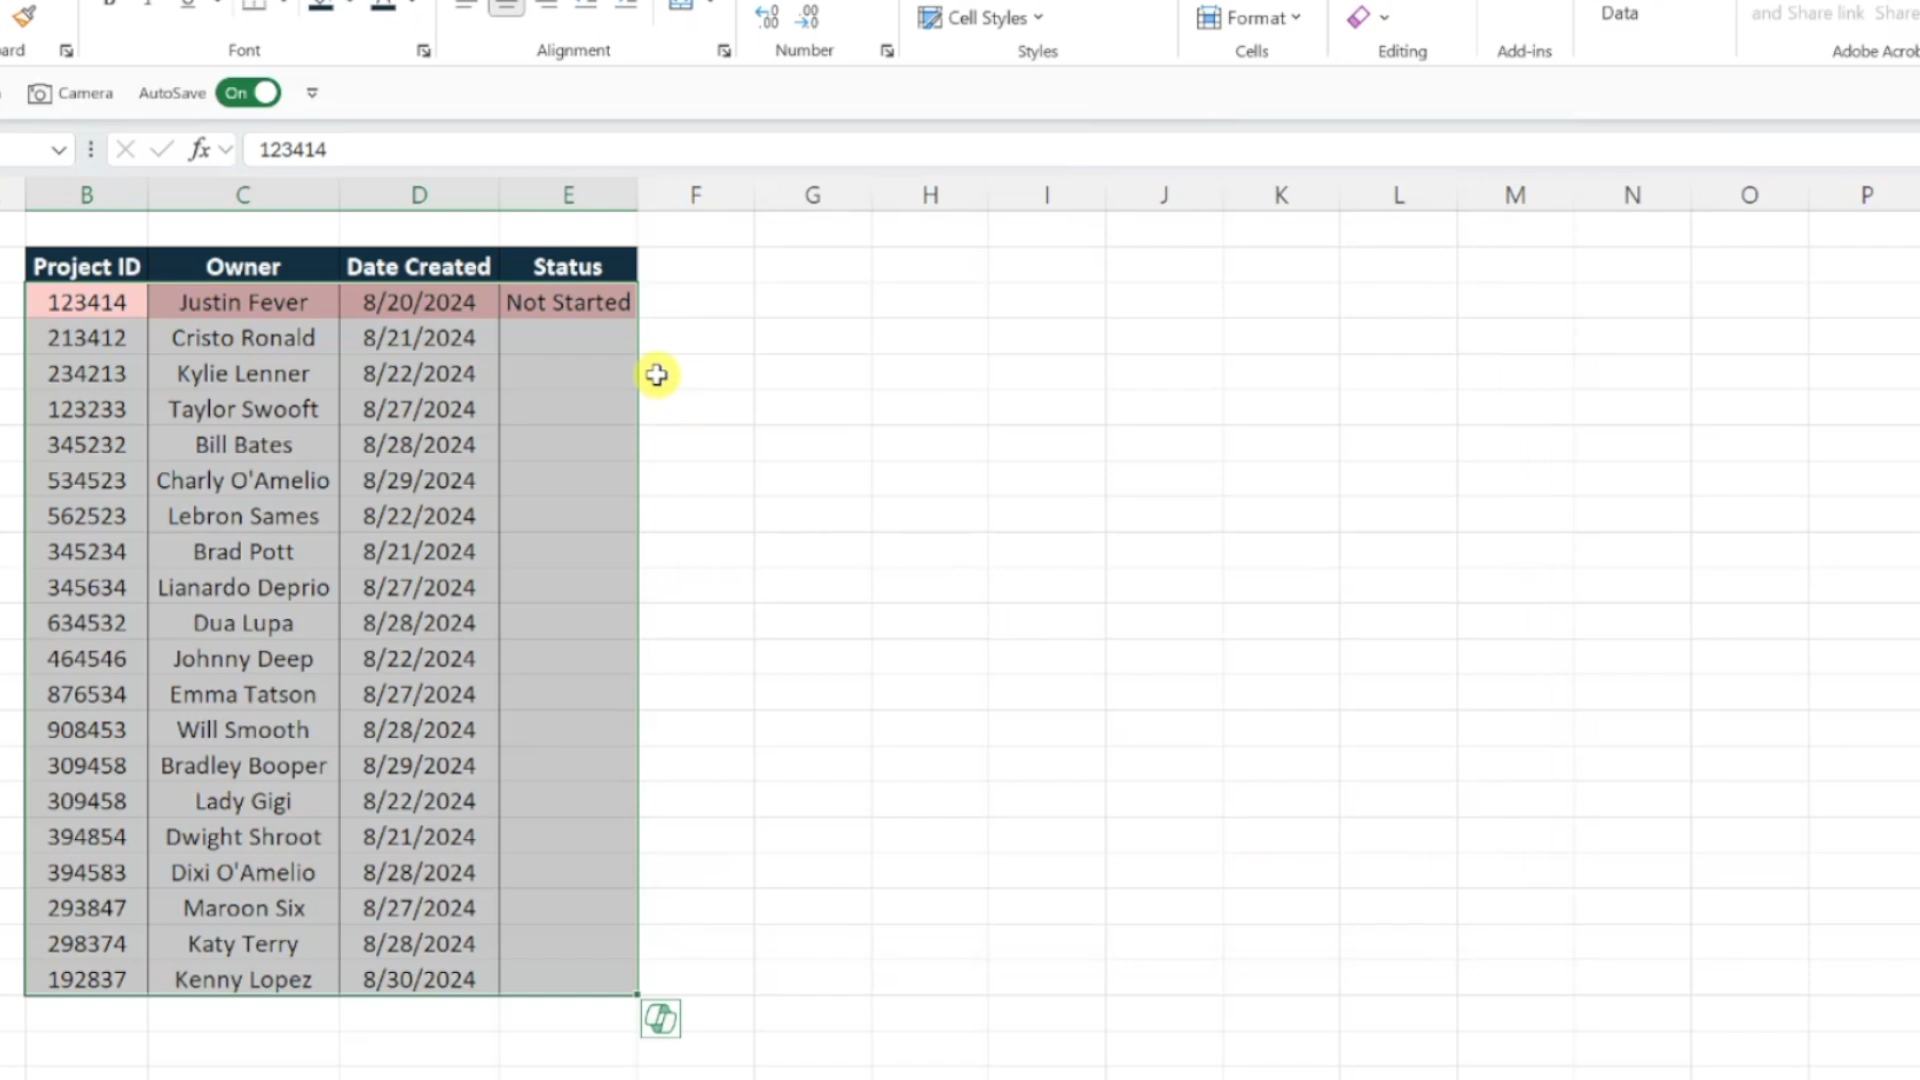 Cell Styles
Format
Data
and Share link Share
ard
Font
Alignment
Number
Styles
Cells
Editing
Add-ins
Adobe Acrob
Camera AutoSave On
fx 123414
B C D E F G H I J K L M N O P
Project ID Owner Date Created Status
123414 Justin Fever 8/20/2024 Not Started
213412 Cristo Ronald 8/21/2024
234213 Kylie Lenner 8/22/2024
123233 Taylor Swooft 8/27/2024
345232 Bill Bates 8/28/2024
534523 Charly O'Amelio 8/29/2024
562523 Lebron Sames 8/22/2024
345234 Brad Pott 8/21/2024
345634 Lianardo Deprio 8/27/2024
634532 Dua Lupa 8/28/2024
464546 Johnny Deep 8/22/2024
876534 Emma Tatson 8/27/2024
908453 Will Smooth 8/28/2024
309458 Bradley Booper 8/29/2024
309458 Lady Gigi 8/22/2024
394854 Dwight Shroot 8/21/2024
394583 Dixi O'Amelio 8/28/2024
293847 Maroon Six 8/27/2024
298374 Katy Terry 8/28/2024
192837 Kenny Lopez 8/30/2024